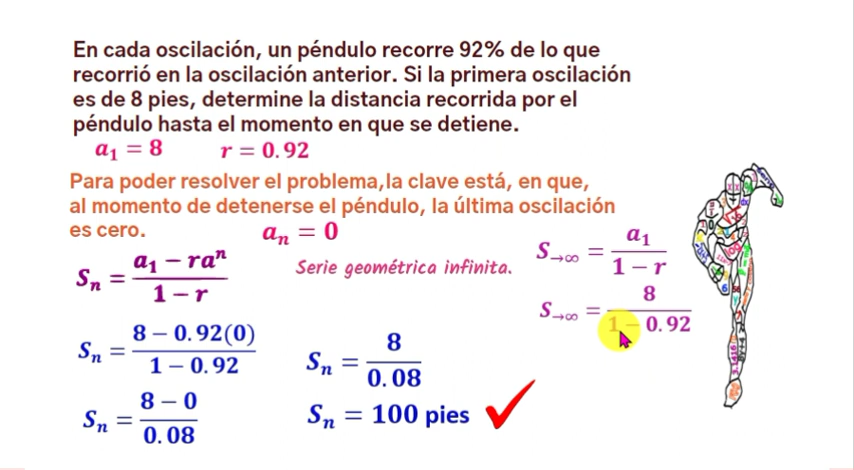 En cada oscilación, un péndulo recorre 92% de lo que
recorrió en la oscilación anterior. Si la primera oscilación
es de 8 pies, determine la distancia recorrida por el
péndulo hasta el momento en que se detiene.
a₁ = 8 r = 0.92
Para poder resolver el problema,la clave está, en que,
al momento de detenerse el péndulo, la última oscilación
es cero. aₙ = 0
Sₙ = (a₁ − raⁿ)/(1 − r)
Serie geométrica infinita.
S→∞ = a₁/(1 − r)
S→∞ = 8/(1 − 0.92)
Sₙ = (8 − 0.92(0))/(1 − 0.92)
Sₙ = (8 − 0)/0.08
Sₙ = 8/0.08
Sₙ = 100 pies